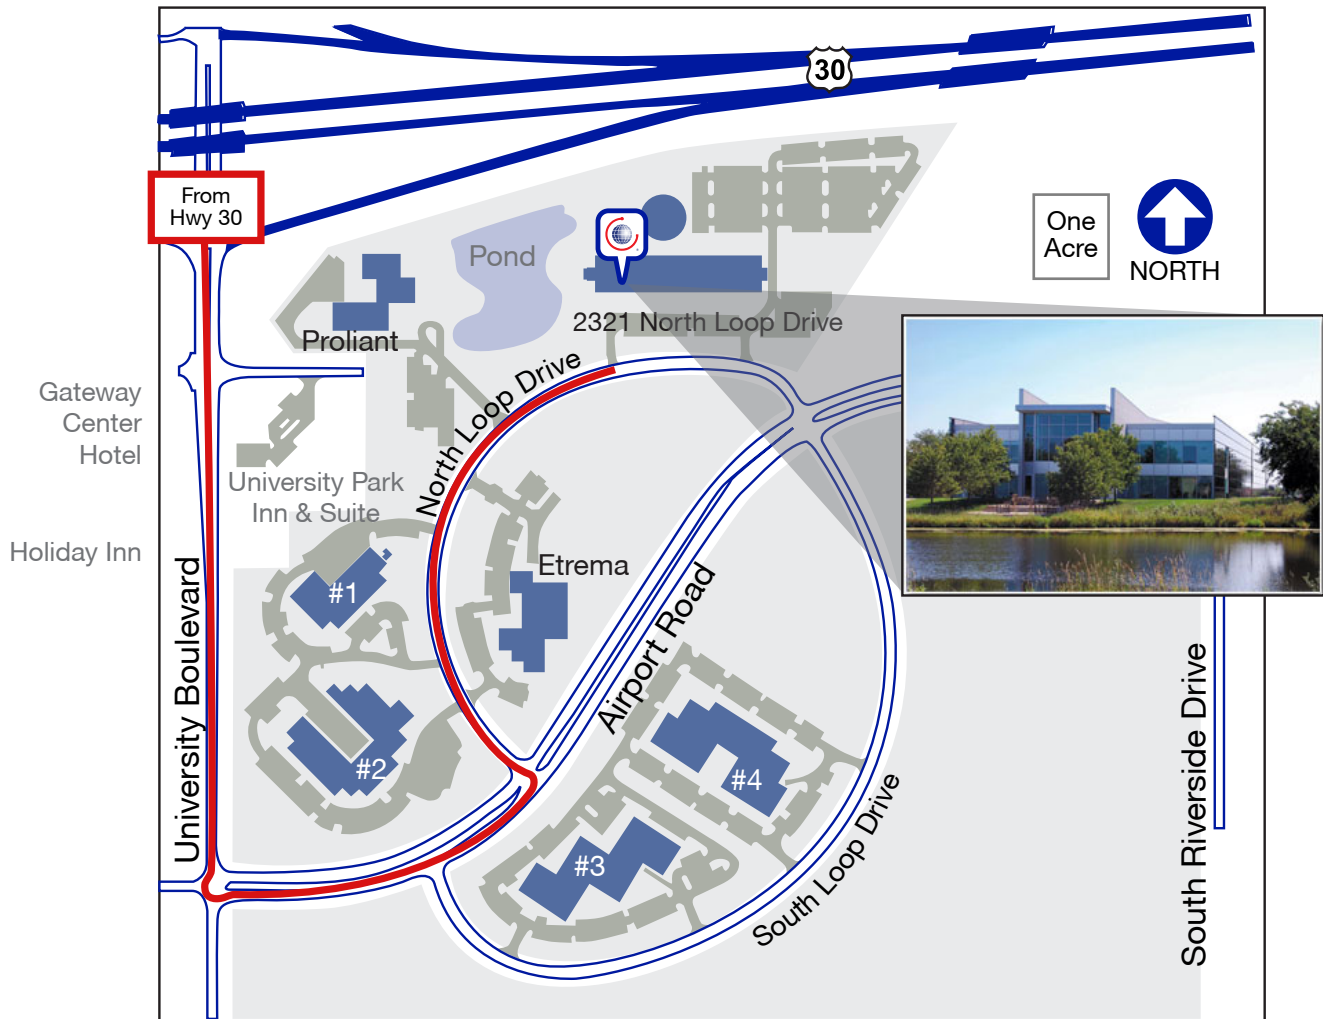 30
From
Hwy 30
One
Acre
NORTH
Pond
2321 North Loop Drive
Proliant
North Loop Drive
Gateway
Center
Hotel
University Park
Inn & Suite
Holiday Inn
Etrema
#1
Airport Road
University Boulevard
#2
#4
#3
South Loop Drive
South Riverside Drive